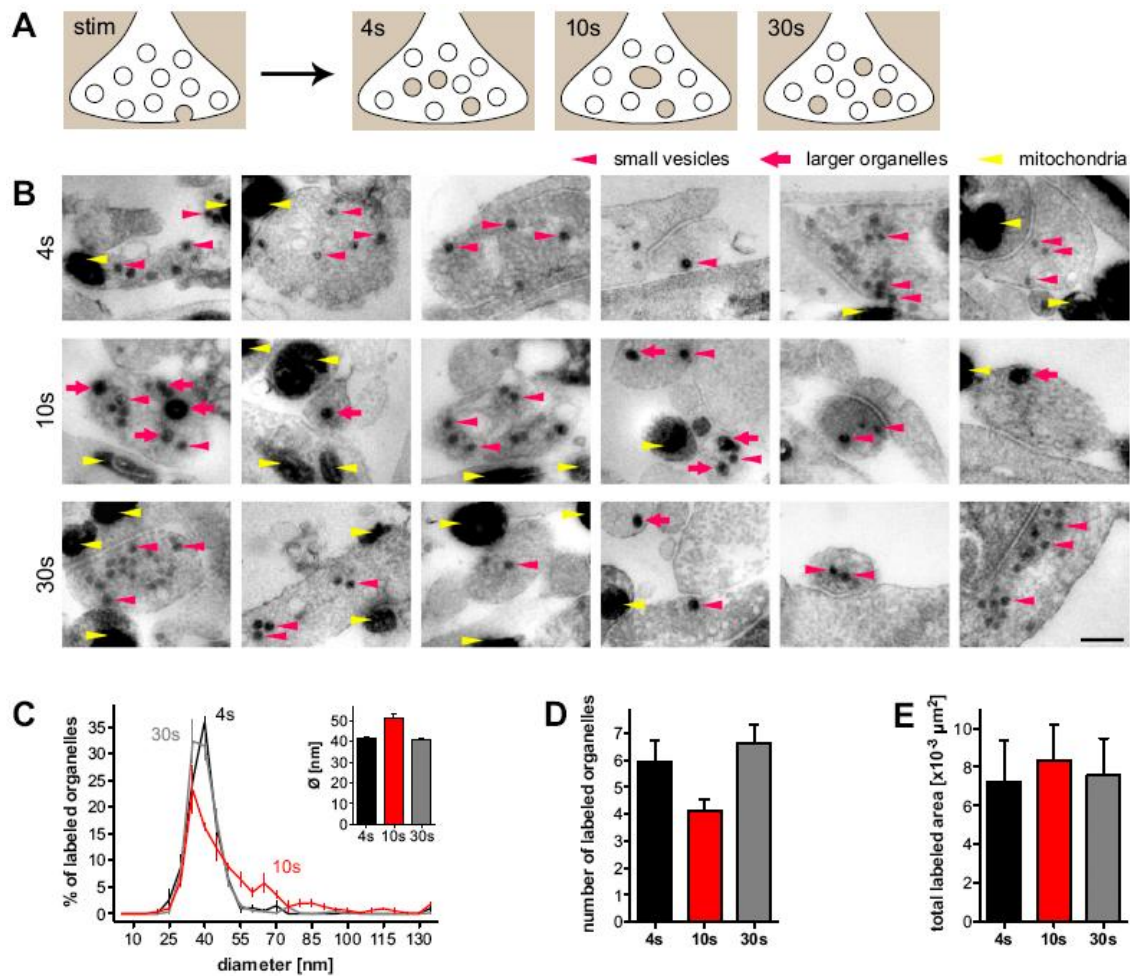 A
stim
4s
10s
30s
small vesicles
larger organelles
mitochondria
B
4s
10s
30s
C
% of labeled organelles
35
30
25
20
15
10
5
0
30s
4s
10s
10 25 40 55 70 85 100 115 130
diameter [nm]
Ø [nm]
50
40
30
20
10
0
4s 10s 30s
D
number of labeled organelles
7
6
5
4
3
2
1
0
4s 10s 30s
E
total labeled area [x10⁻³ µm²]
10
8
6
4
2
0
4s 10s 30s